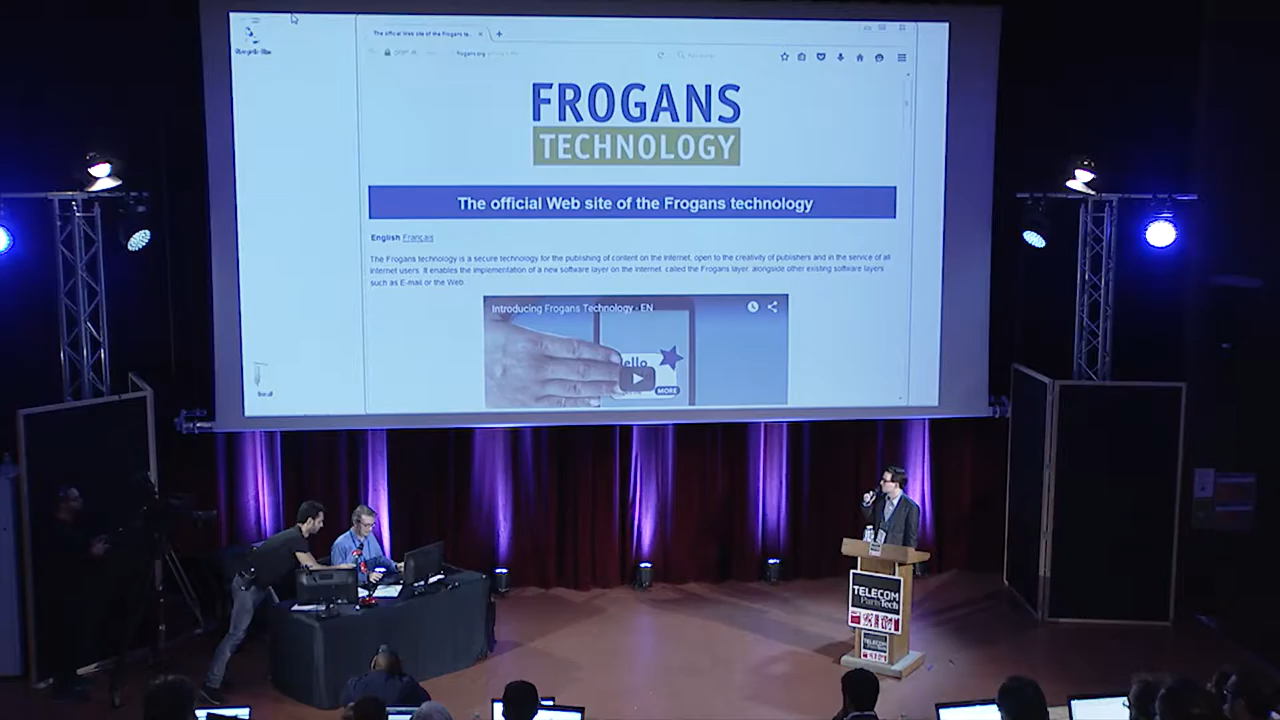 The official Web site of the Frogans te...
frogans.org
FROGANS
TECHNOLOGY
The official Web site of the Frogans technology
English Français
The Frogans technology is a secure technology for the publishing of content on the Internet, open to the creativity of publishers and in the service of all
Internet users. It enables the implementation of a new software layer on the Internet, called the Frogans layer, alongside other existing software layers
such as E-mail or the Web.
Introducing Frogans Technology - EN
ello
MORE
TELECOM
ParisTech
TELECOM